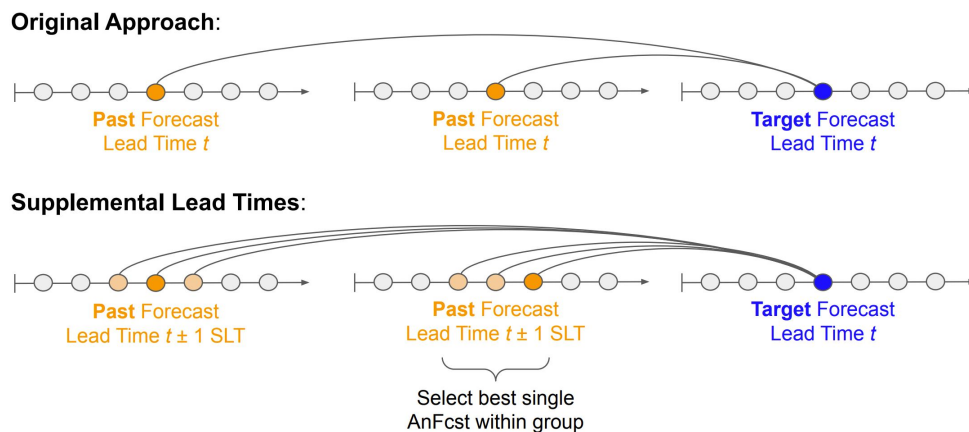 Original Approach:
Past Forecast
Lead Time t
Past Forecast
Lead Time t
Target Forecast
Lead Time t
Supplemental Lead Times:
Past Forecast
Lead Time t ± 1 SLT
Past Forecast
Lead Time t ± 1 SLT
Target Forecast
Lead Time t
Select best single
AnFcst within group